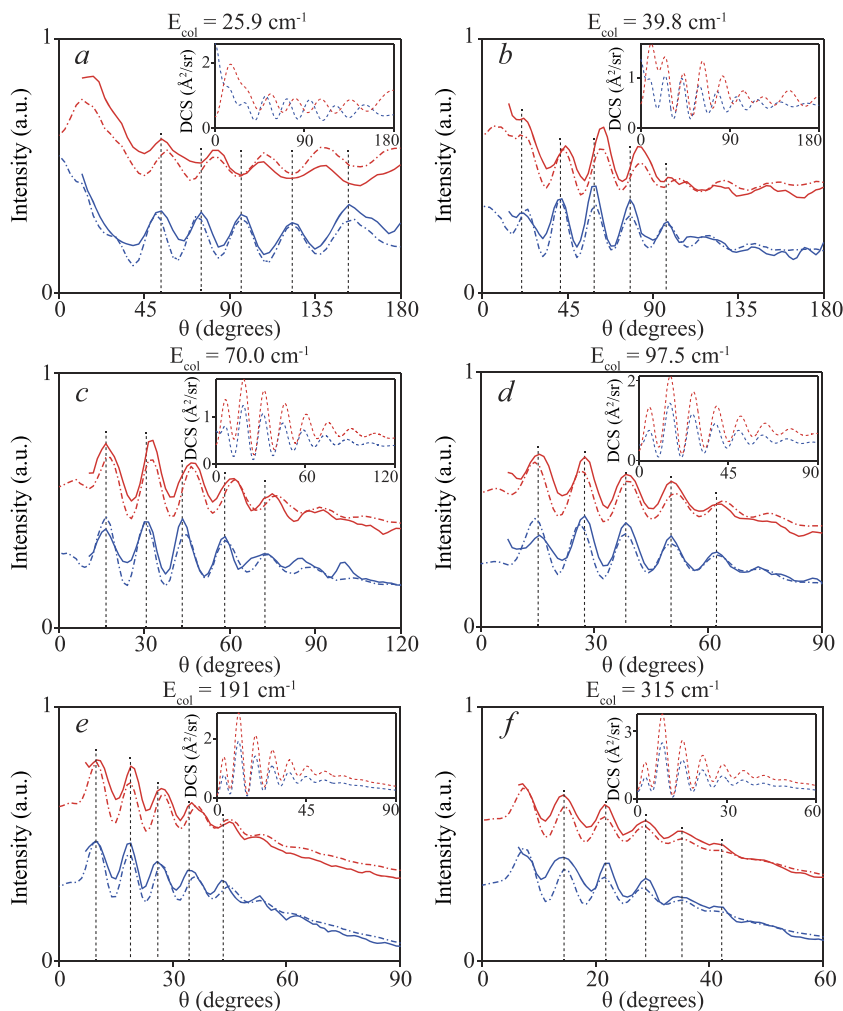 E_col = 25.9 cm⁻¹
E_col = 39.8 cm⁻¹
a
b
DCS (Å²/sr)
2
0
0 90 180
DCS (Å²/sr)
1
0
0 90 180
Intensity (a.u.)
1
0
0 45 90 135 180
θ (degrees)
Intensity (a.u.)
1
0
0 45 90 135 180
θ (degrees)
E_col = 70.0 cm⁻¹
E_col = 97.5 cm⁻¹
c
d
DCS (Å²/sr)
1
0
0 60 120
DCS (Å²/sr)
2
0
0 45 90
Intensity (a.u.)
1
0
0 30 60 90 120
θ (degrees)
Intensity (a.u.)
1
0
0 30 60 90
θ (degrees)
E_col = 191 cm⁻¹
E_col = 315 cm⁻¹
e
f
DCS (Å²/sr)
2
0
0 45 90
DCS (Å²/sr)
3
0
0 30 60
Intensity (a.u.)
1
0
0 30 60 90
θ (degrees)
Intensity (a.u.)
1
0
0 20 40 60
θ (degrees)